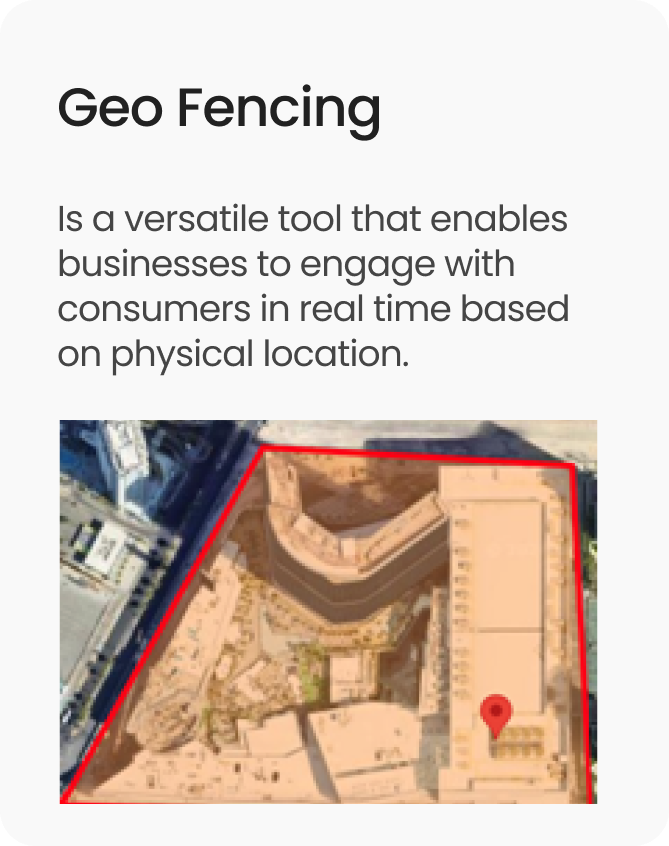 Geo Fencing
Is a versatile tool that enables
businesses to engage with
consumers in real time based
on physical location.